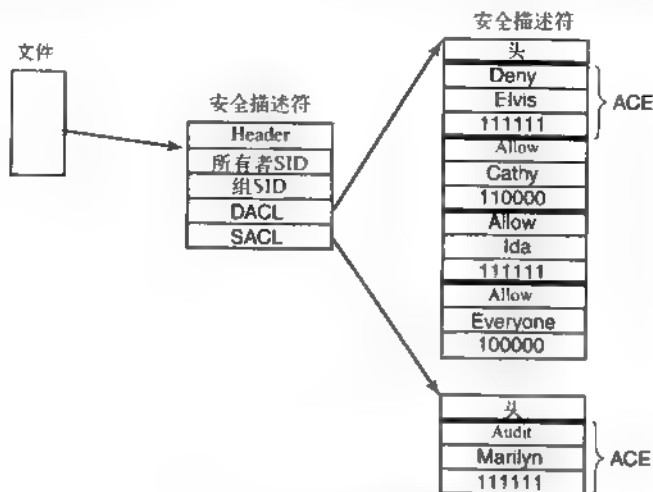 文件
安全描述符
Header
所有者SID
组SID
DACL
SACL
安全描述符
头
Deny
Elvis
111111
ACE
Allow
Cathy
110000
Allow
Ida
111111
Allow
Everyone
100000
头
Audit
Marilyn
111111
ACE